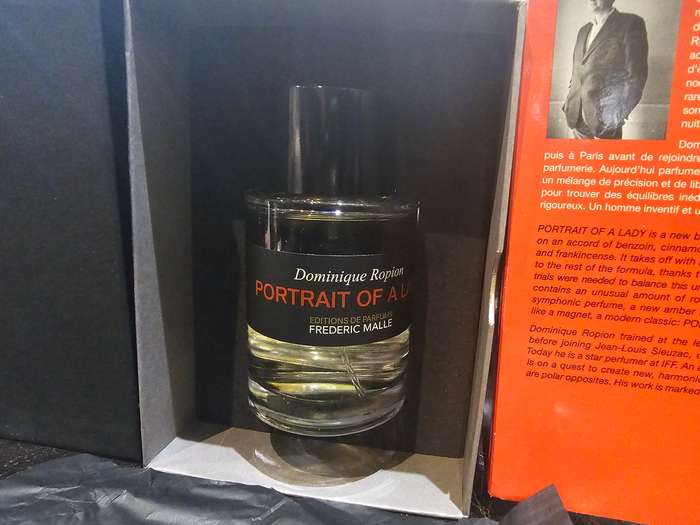 Dominique Ropion
PORTRAIT OF A
EDITIONS DE PARFUMS
FREDERIC MALLE
nuit
puis à Paris avant de rejoindre
parfumerie. Aujourd'hui parfume
un mélange de précision et de lib
pour trouver des équilibres inéd
rigoureux. Un homme inventif et u
PORTRAIT OF A LADY is a new b
on an accord of benzoin, cinnamo
and frankincense. It takes off with
to the rest of the formula, thanks t
trials were needed to balance this un
contains an unusual amount of
symphonic perfume, a new amber
like a magnet, a modern classic: PO
Dominique Ropion trained at the le
before joining Jean-Louis Sieuzac.
Today he is a star perfumer at IFF. An a
is on a quest to create new, harmoni
are polar opposites. His work is marked